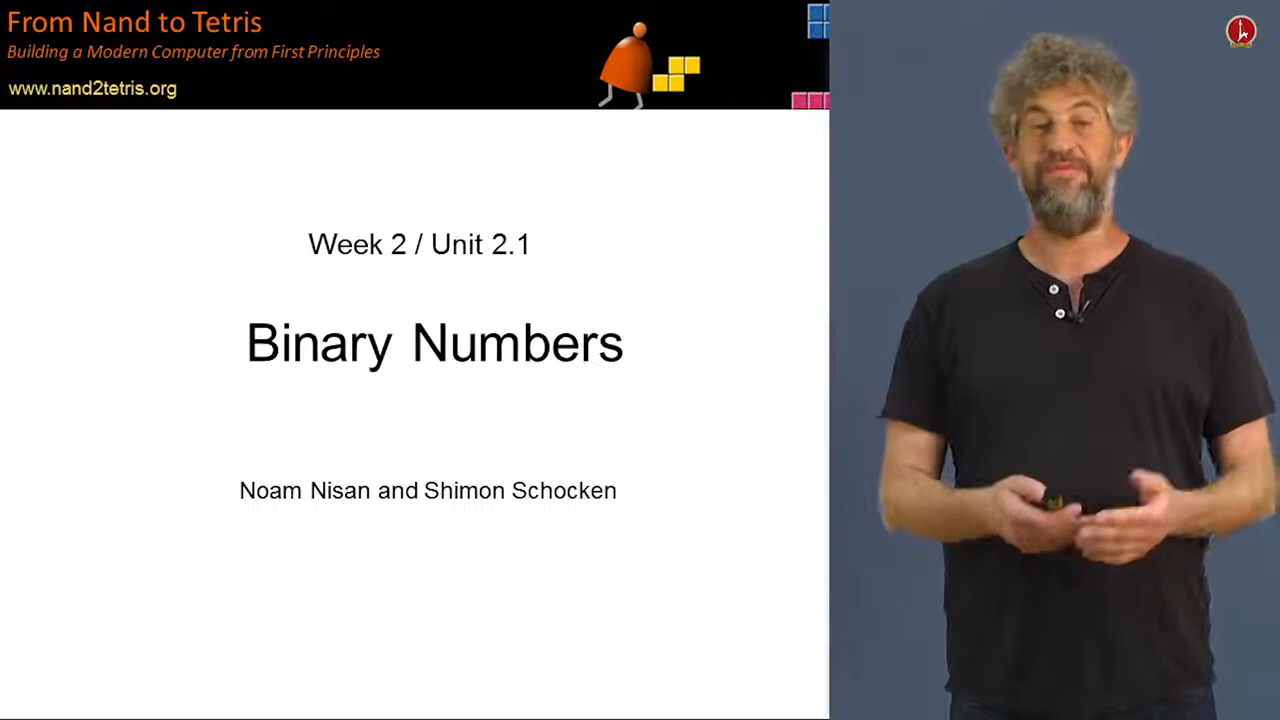 From Nand to Tetris
Building a Modern Computer from First Principles
www.nand2tetris.org
Week 2 / Unit 2.1
Binary Numbers
Noam Nisan and Shimon Schocken